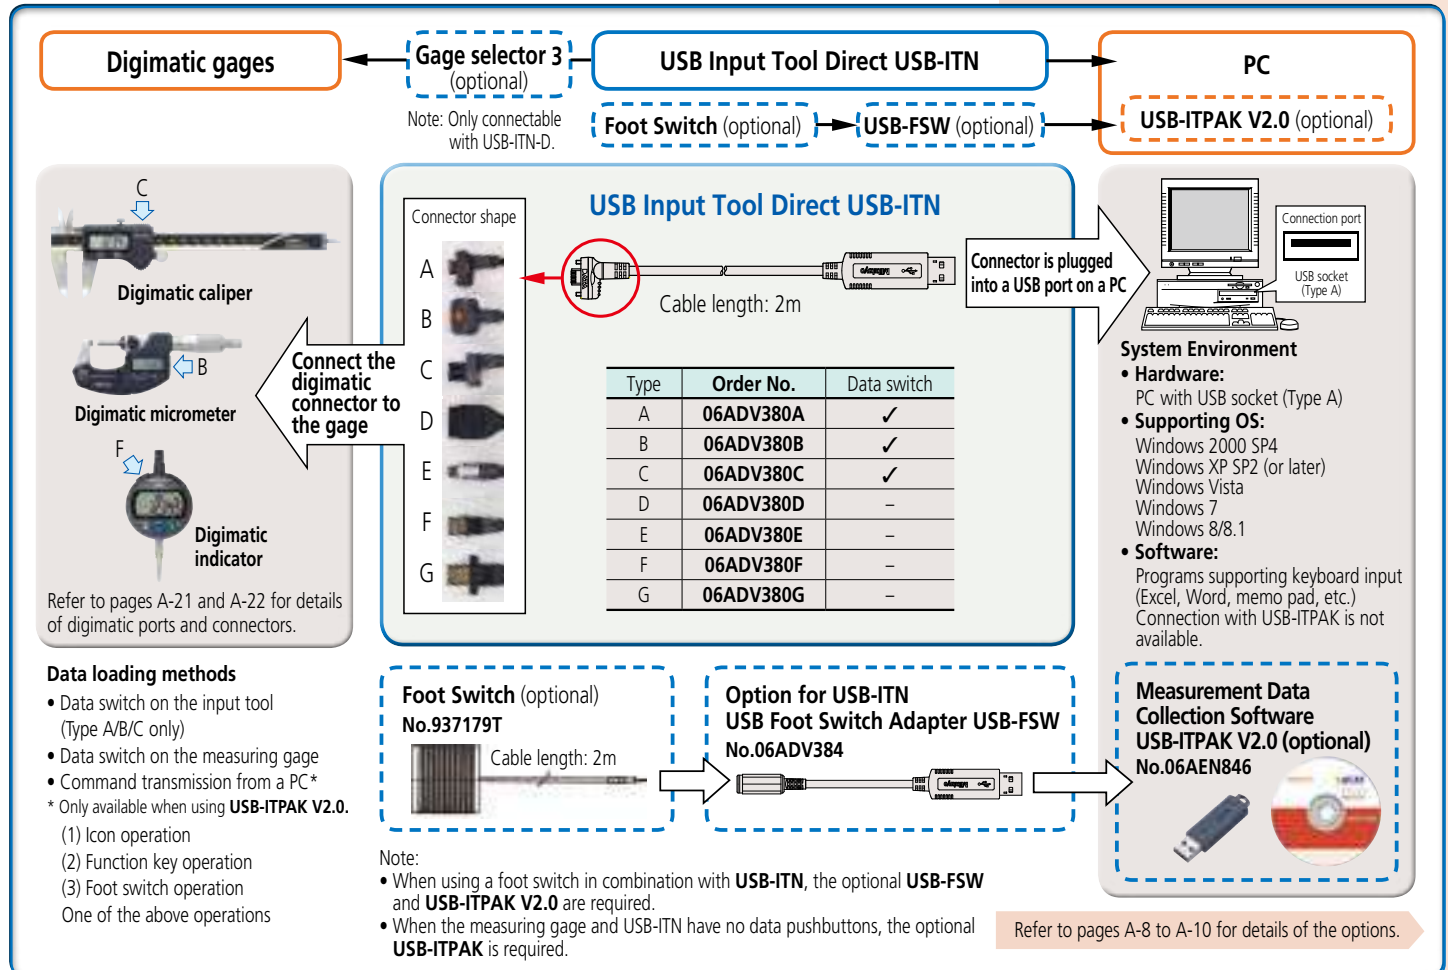 Digimatic gages
Gage selector 3
(optional)
Note: Only connectable
with USB-ITN-D.
USB Input Tool Direct USB-ITN
Foot Switch (optional)
USB-FSW (optional)
PC
USB-ITPAK V2.0 (optional)
C
Digimatic caliper
B
Digimatic micrometer
F
Digimatic
indicator
Refer to pages A-21 and A-22 for details
of digimatic ports and connectors.
Connect the
digimatic
connector to
the gage
Connector shape
A
B
C
D
E
F
G
USB Input Tool Direct USB-ITN
Mitutoyo
Cable length: 2m
Type Order No. Data switch
A 06ADV380A ✓
B 06ADV380B ✓
C 06ADV380C ✓
D 06ADV380D –
E 06ADV380E –
F 06ADV380F –
G 06ADV380G –
Connector is plugged
into a USB port on a PC
Connection port
USB socket
(Type A)
System Environment
• Hardware:
PC with USB socket (Type A)
• Supporting OS:
Windows 2000 SP4
Windows XP SP2 (or later)
Windows Vista
Windows 7
Windows 8/8.1
• Software:
Programs supporting keyboard input
(Excel, Word, memo pad, etc.)
Connection with USB-ITPAK is not
available.
Data loading methods
• Data switch on the input tool
(Type A/B/C only)
• Data switch on the measuring gage
• Command transmission from a PC*
* Only available when using USB-ITPAK V2.0.
(1) Icon operation
(2) Function key operation
(3) Foot switch operation
One of the above operations
Foot Switch (optional)
No.937179T
Cable length: 2m
Option for USB-ITN
USB Foot Switch Adapter USB-FSW
No.06ADV384
Mitutoyo
Measurement Data
Collection Software
USB-ITPAK V2.0 (optional)
No.06AEN846
Note:
• When using a foot switch in combination with USB-ITN, the optional USB-FSW
and USB-ITPAK V2.0 are required.
• When the measuring gage and USB-ITN have no data pushbuttons, the optional
USB-ITPAK is required.
Refer to pages A-8 to A-10 for details of the options.